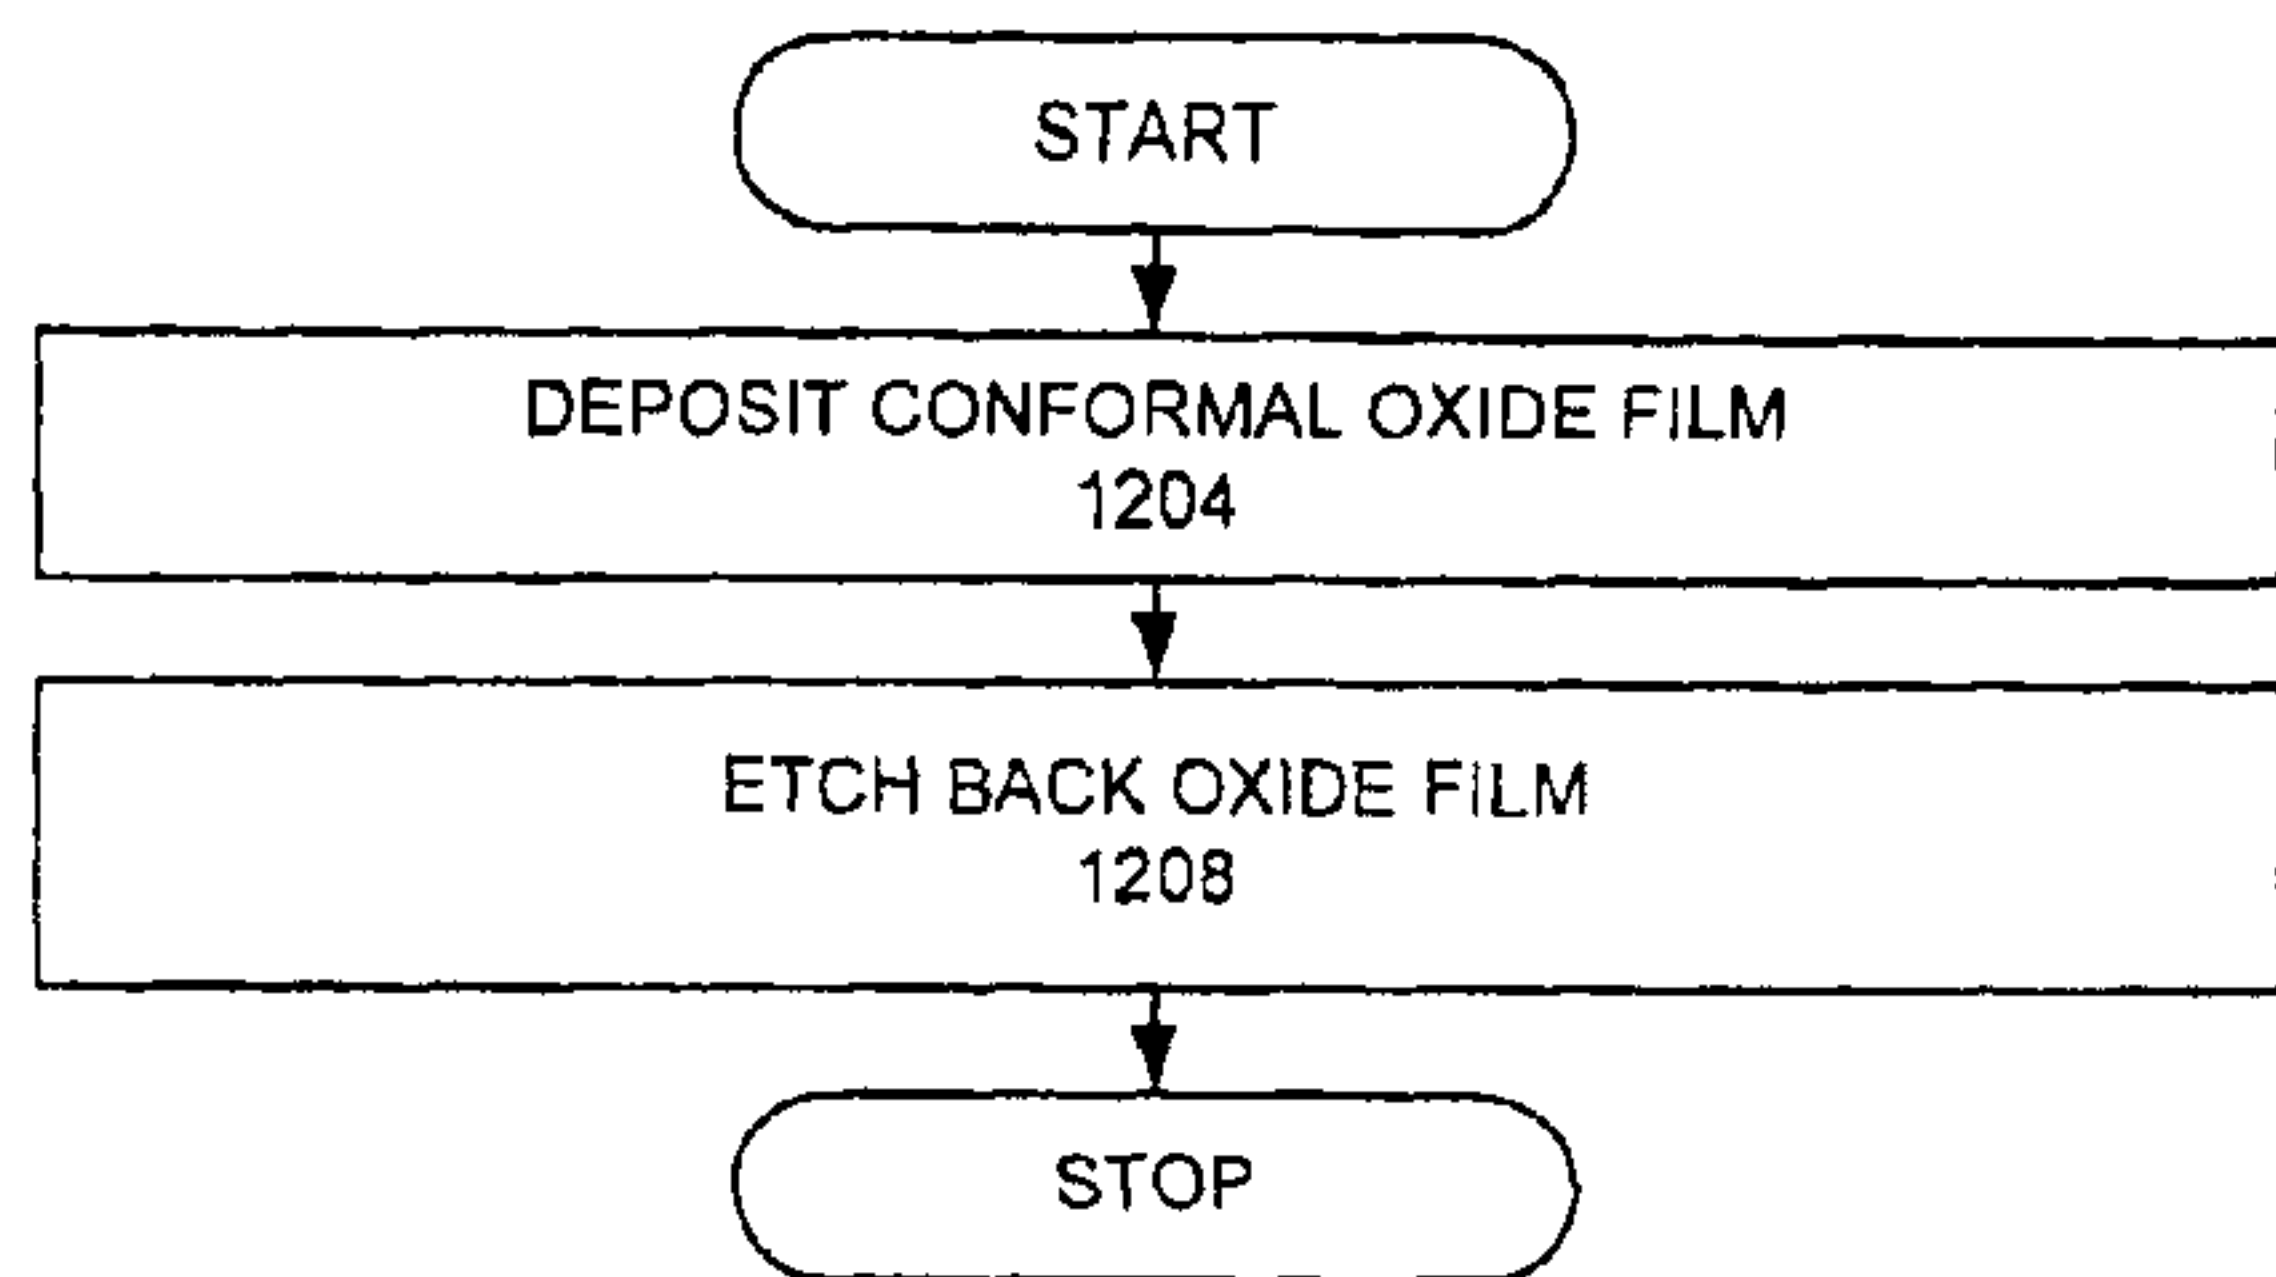 START
DEPOSIT CONFORMAL OXIDE FILM
1204
ETCH BACK OXIDE FILM
1208
STOP